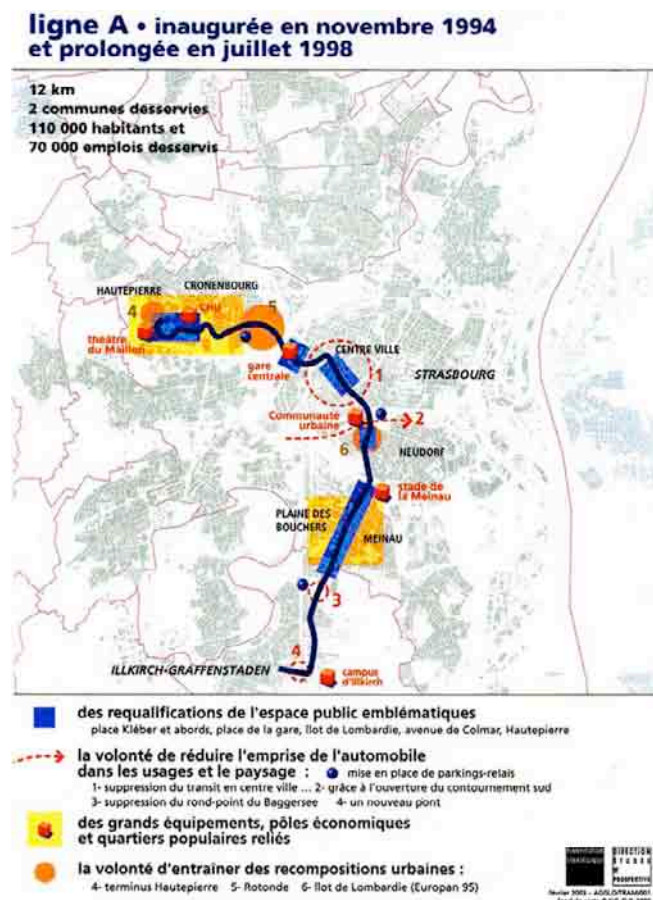 ligne A • inaugurée en novembre 1994
et prolongée en juillet 1998
12 km
2 communes desservies
110 000 habitants et
70 000 emplois desservis
HAUTEPIERRE
CRONENBOURG
4
CHU
5
théâtre
du Maillon
gare
centrale
CENTRE VILLE
1
STRASBOURG
Communauté
urbaine
2
6
NEUDORF
stade de
la Meinau
PLAINE DES
BOUCHERS
MEINAU
3
4
ILLKIRCH-GRAFFENSTADEN
campus
d'Illkirch
des requalifications de l'espace public emblématiques
place Kléber et abords, place de la gare, îlot de Lombardie, avenue de Colmar, Hautepierre
la volonté de réduire l'emprise de l'automobile
dans les usages et le paysage : mise en place de parkings-relais
1- suppression du transit en centre ville ... 2- grâce à l'ouverture du contournement sud
3- suppression du rond-point du Baggersee 4- un nouveau pont
des grands équipements, pôles économiques
et quartiers populaires reliés
la volonté d'entraîner des recompositions urbaines :
4- terminus Hautepierre 5- Rotonde 6- îlot de Lombardie (Europan 95)
DIRECTION
ETUDES
ET
PROSPECTIVE